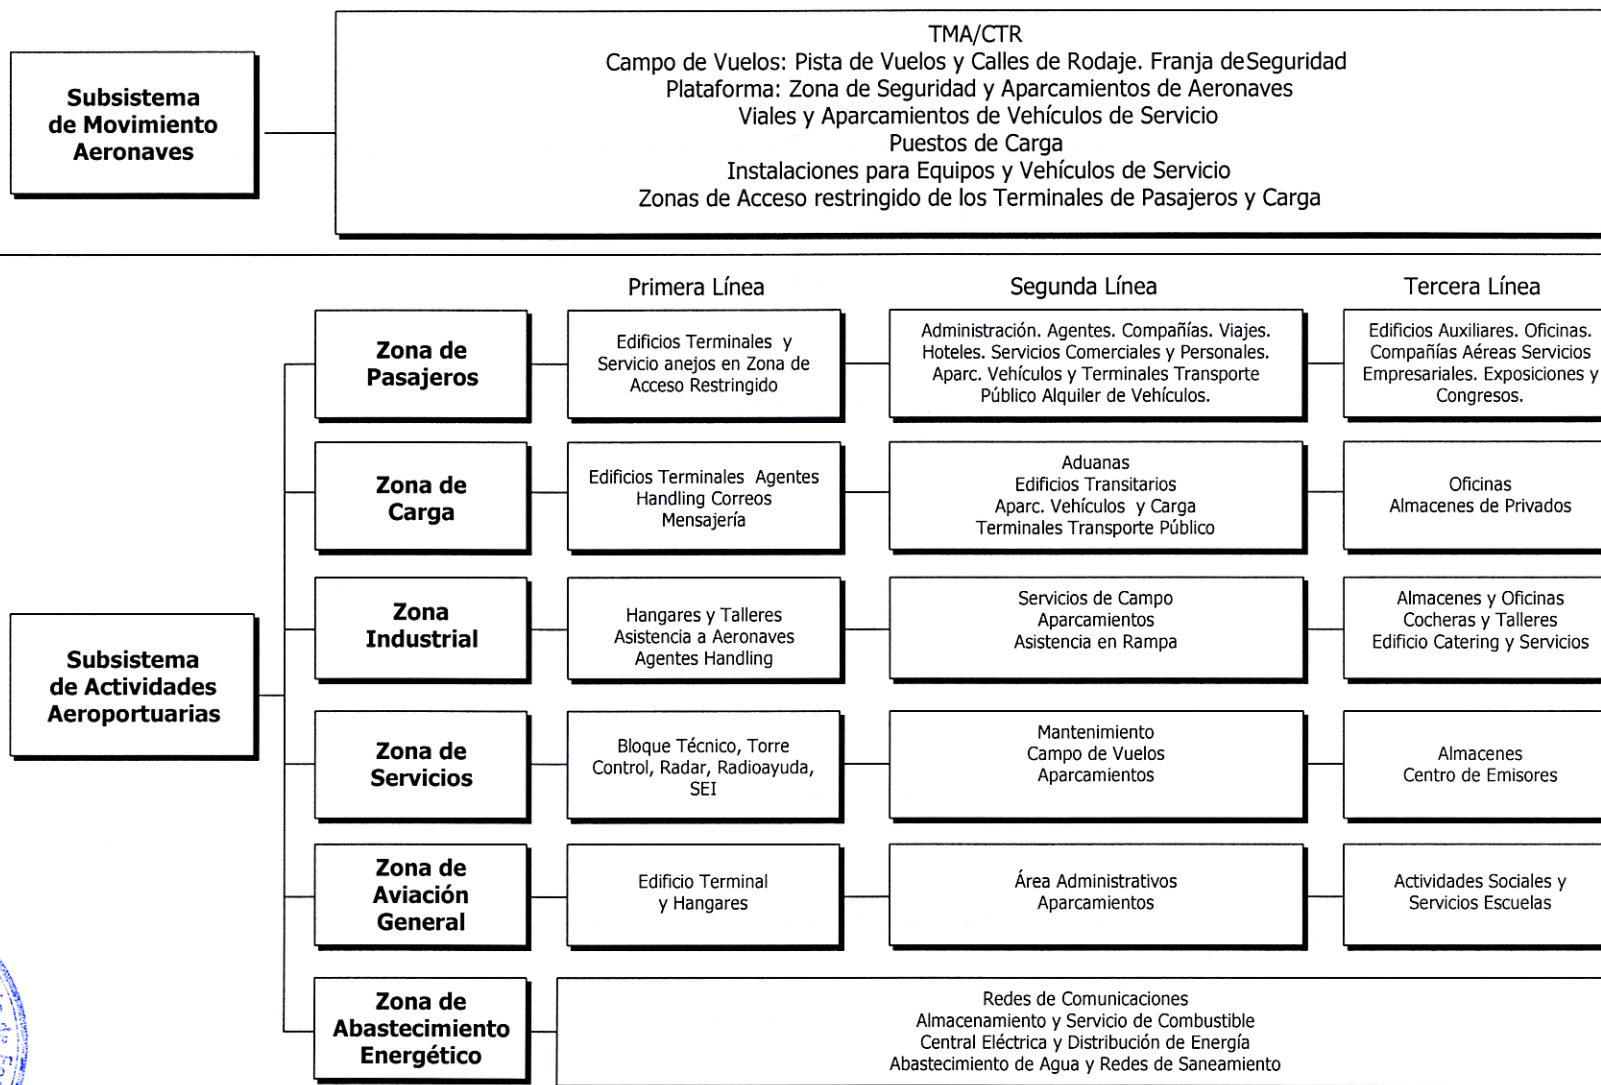 TMA/CTR
Campo de Vuelos: Pista de Vuelos y Calles de Rodaje. Franja de Seguridad
Plataforma: Zona de Seguridad y Aparcamientos de Aeronaves
Viales y Aparcamientos de Vehículos de Servicio
Puestos de Carga
Instalaciones para Equipos y Vehículos de Servicio
Zonas de Acceso restringido de los Terminales de Pasajeros y Carga
Subsistema
de Movimiento
Aeronaves
Primera Línea
Segunda Línea
Tercera Línea
Zona de
Pasajeros
Edificios Terminales y
Servicio anejos en Zona de
Acceso Restringido
Administración. Agentes. Compañías. Viajes.
Hoteles. Servicios Comerciales y Personales.
Aparc. Vehículos y Terminales Transporte
Público Alquiler de Vehículos.
Edificios Auxiliares. Oficinas.
Compañías Aéreas Servicios
Empresariales. Exposiciones y
Congresos.
Zona de
Carga
Edificios Terminales Agentes
Handling Correos
Mensajería
Aduanas
Edificios Transitarios
Aparc. Vehículos y Carga
Terminales Transporte Público
Oficinas
Almacenes de Privados
Subsistema
de Actividades
Aeroportuarias
Zona
Industrial
Hangares y Talleres
Asistencia a Aeronaves
Agentes Handling
Servicios de Campo
Aparcamientos
Asistencia en Rampa
Almacenes y Oficinas
Cocheras y Talleres
Edificio Catering y Servicios
Zona de
Servicios
Bloque Técnico, Torre
Control, Radar, Radioayuda,
SEI
Mantenimiento
Campo de Vuelos
Aparcamientos
Almacenes
Centro de Emisores
Zona de
Aviación
General
Edificio Terminal
y Hangares
Área Administrativos
Aparcamientos
Actividades Sociales y
Servicios Escuelas
Zona de
Abastecimiento
Energético
Redes de Comunicaciones
Almacenamiento y Servicio de Combustible
Central Eléctrica y Distribución de Energía
Abastecimiento de Agua y Redes de Saneamiento